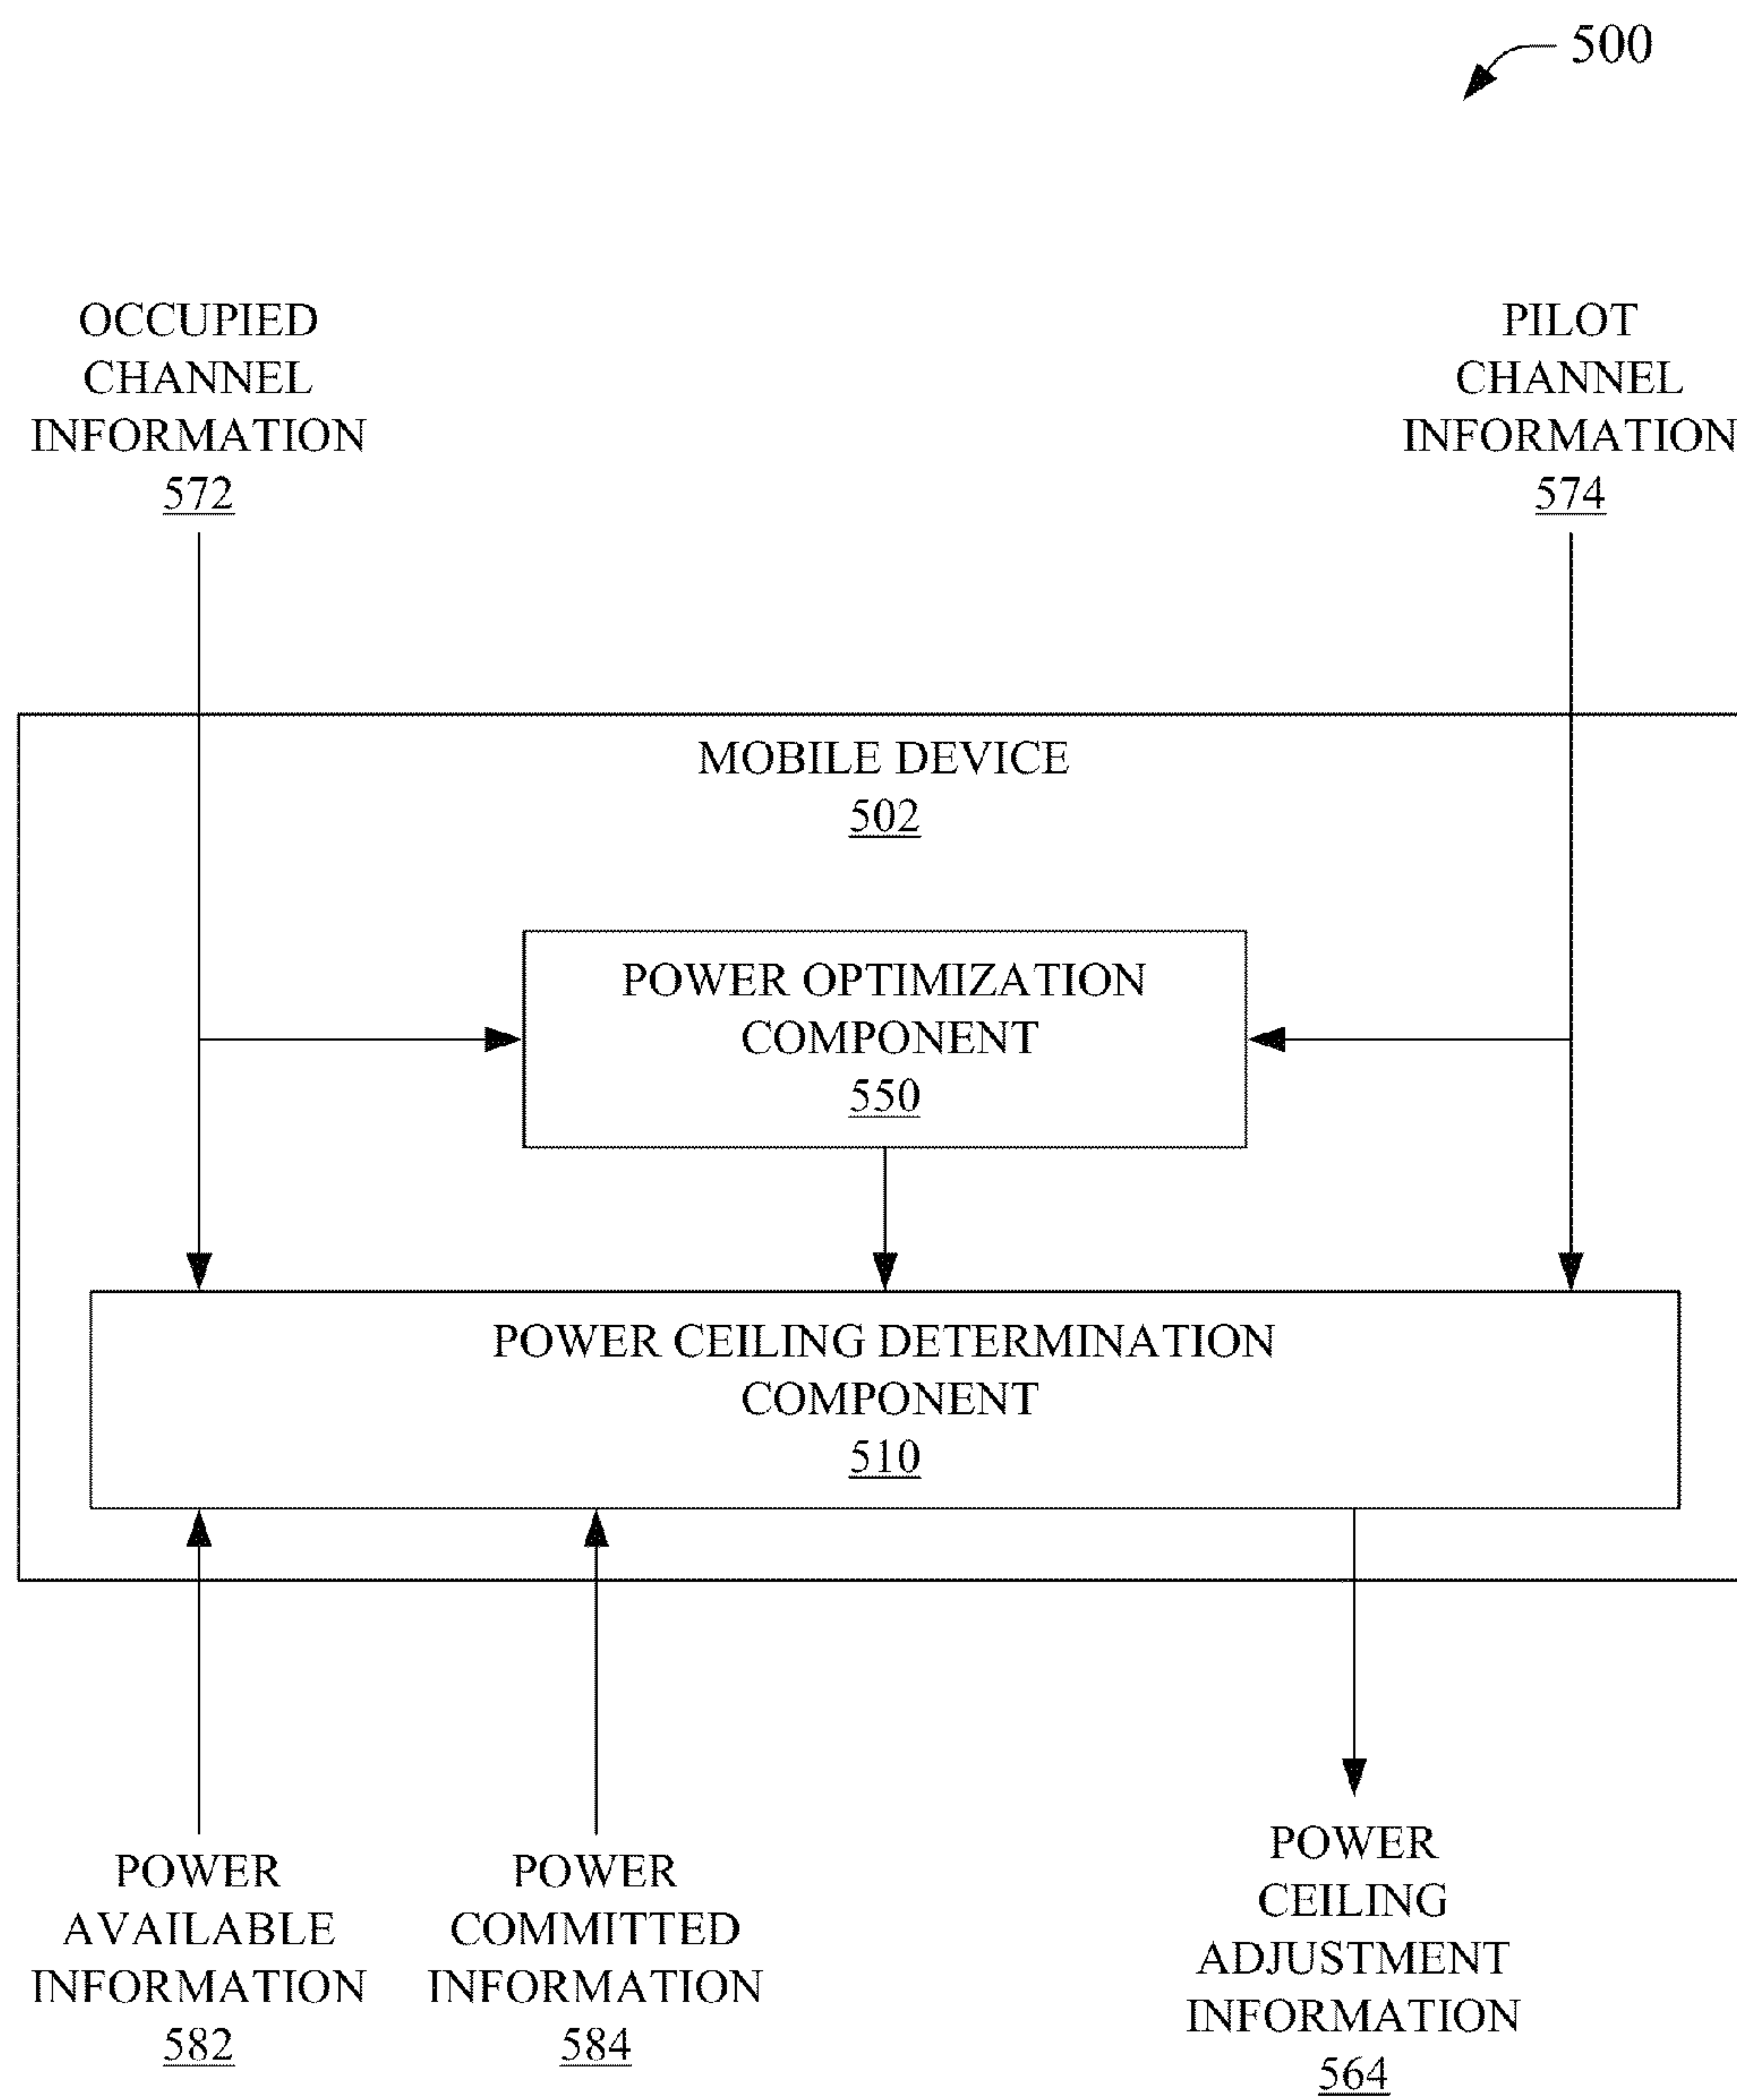 500
OCCUPIED
CHANNEL
INFORMATION
572
PILOT
CHANNEL
INFORMATION
574
MOBILE DEVICE
502
POWER OPTIMIZATION
COMPONENT
550
POWER CEILING DETERMINATION
COMPONENT
510
POWER
AVAILABLE
INFORMATION
582
POWER
COMMITTED
INFORMATION
584
POWER
CEILING
ADJUSTMENT
INFORMATION
564